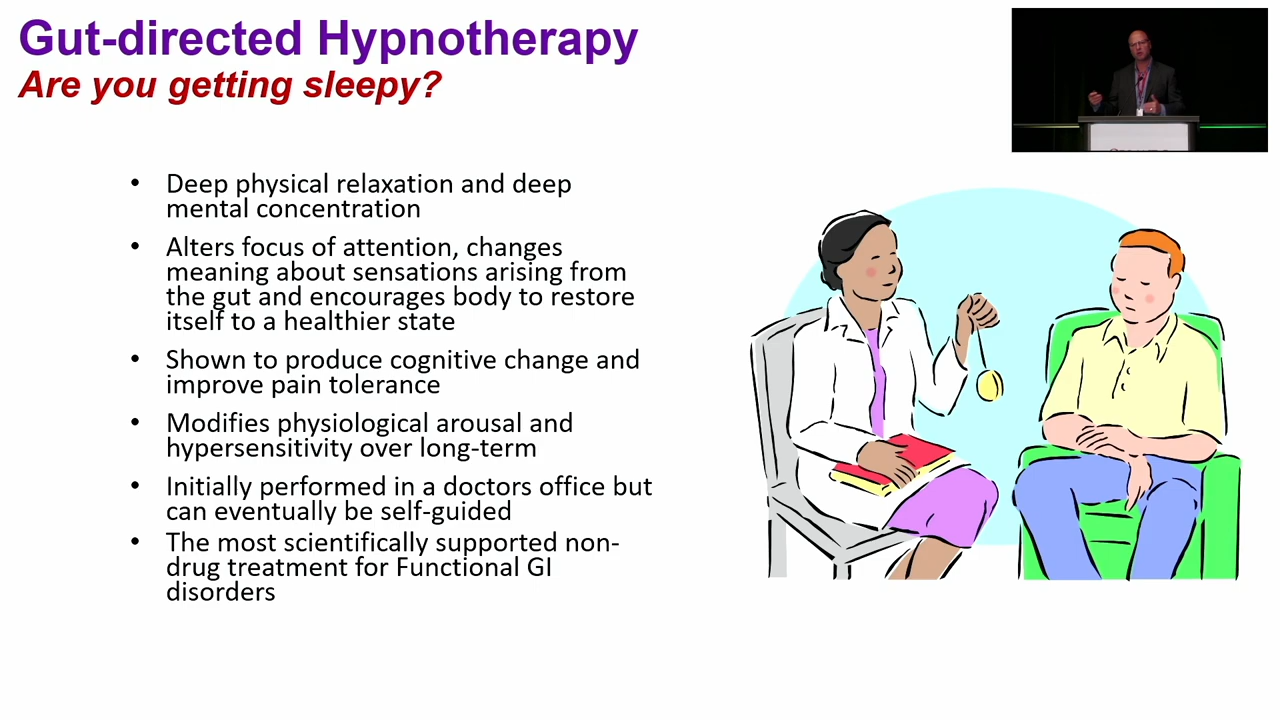 Gut-directed Hypnotherapy
Are you getting sleepy?
• Deep physical relaxation and deep
mental concentration
• Alters focus of attention, changes
meaning about sensations arising from
the gut and encourages body to restore
itself to a healthier state
• Shown to produce cognitive change and
improve pain tolerance
• Modifies physiological arousal and
hypersensitivity over long-term
• Initially performed in a doctors office but
can eventually be self-guided
• The most scientifically supported non-
drug treatment for Functional GI
disorders